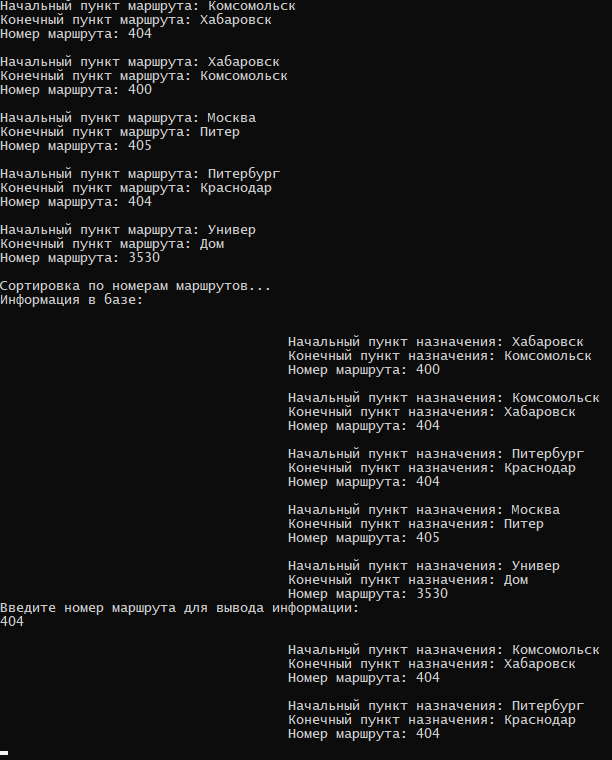 Начальный пункт маршрута: Комсомольск
Конечный пункт маршрута: Хабаровск
Номер маршрута: 404
Начальный пункт маршрута: Хабаровск
Конечный пункт маршрута: Комсомольск
Номер маршрута: 400
Начальный пункт маршрута: Москва
Конечный пункт маршрута: Питер
Номер маршрута: 405
Начальный пункт маршрута: Питербург
Конечный пункт маршрута: Краснодар
Номер маршрута: 404
Начальный пункт маршрута: Универ
Конечный пункт маршрута: Дом
Номер маршрута: 3530
Сортировка по номерам маршрутов...
Информация в базе:
Начальный пункт назначения: Хабаровск
Конечный пункт назначения: Комсомольск
Номер маршрута: 400
Начальный пункт назначения: Комсомольск
Конечный пункт назначения: Хабаровск
Номер маршрута: 404
Начальный пункт назначения: Питербург
Конечный пункт назначения: Краснодар
Номер маршрута: 404
Начальный пункт назначения: Москва
Конечный пункт назначения: Питер
Номер маршрута: 405
Начальный пункт назначения: Универ
Конечный пункт назначения: Дом
Номер маршрута: 3530
Введите номер маршрута для вывода информации:
404
Начальный пункт назначения: Комсомольск
Конечный пункт назначения: Хабаровск
Номер маршрута: 404
Начальный пункт назначения: Питербург
Конечный пункт назначения: Краснодар
Номер маршрута: 404